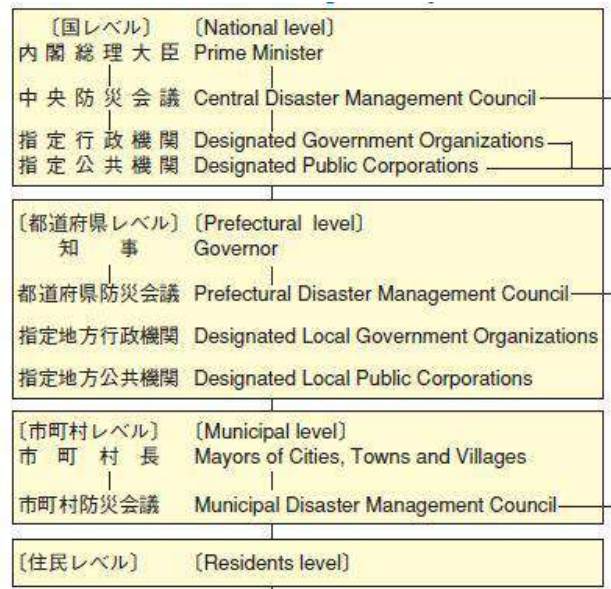 〔国レベル〕 〔National level〕
内閣総理大臣 Prime Minister
中央防災会議 Central Disaster Management Council
指定行政機関 Designated Government Organizations
指定公共機関 Designated Public Corporations
〔都道府県レベル〕 〔Prefectural level〕
知事 Governor
都道府県防災会議 Prefectural Disaster Management Council
指定地方行政機関 Designated Local Government Organizations
指定地方公共機関 Designated Local Public Corporations
〔市町村レベル〕 〔Municipal level〕
市町村長 Mayors of Cities, Towns and Villages
市町村防災会議 Municipal Disaster Management Council
〔住民レベル〕 〔Residents level〕